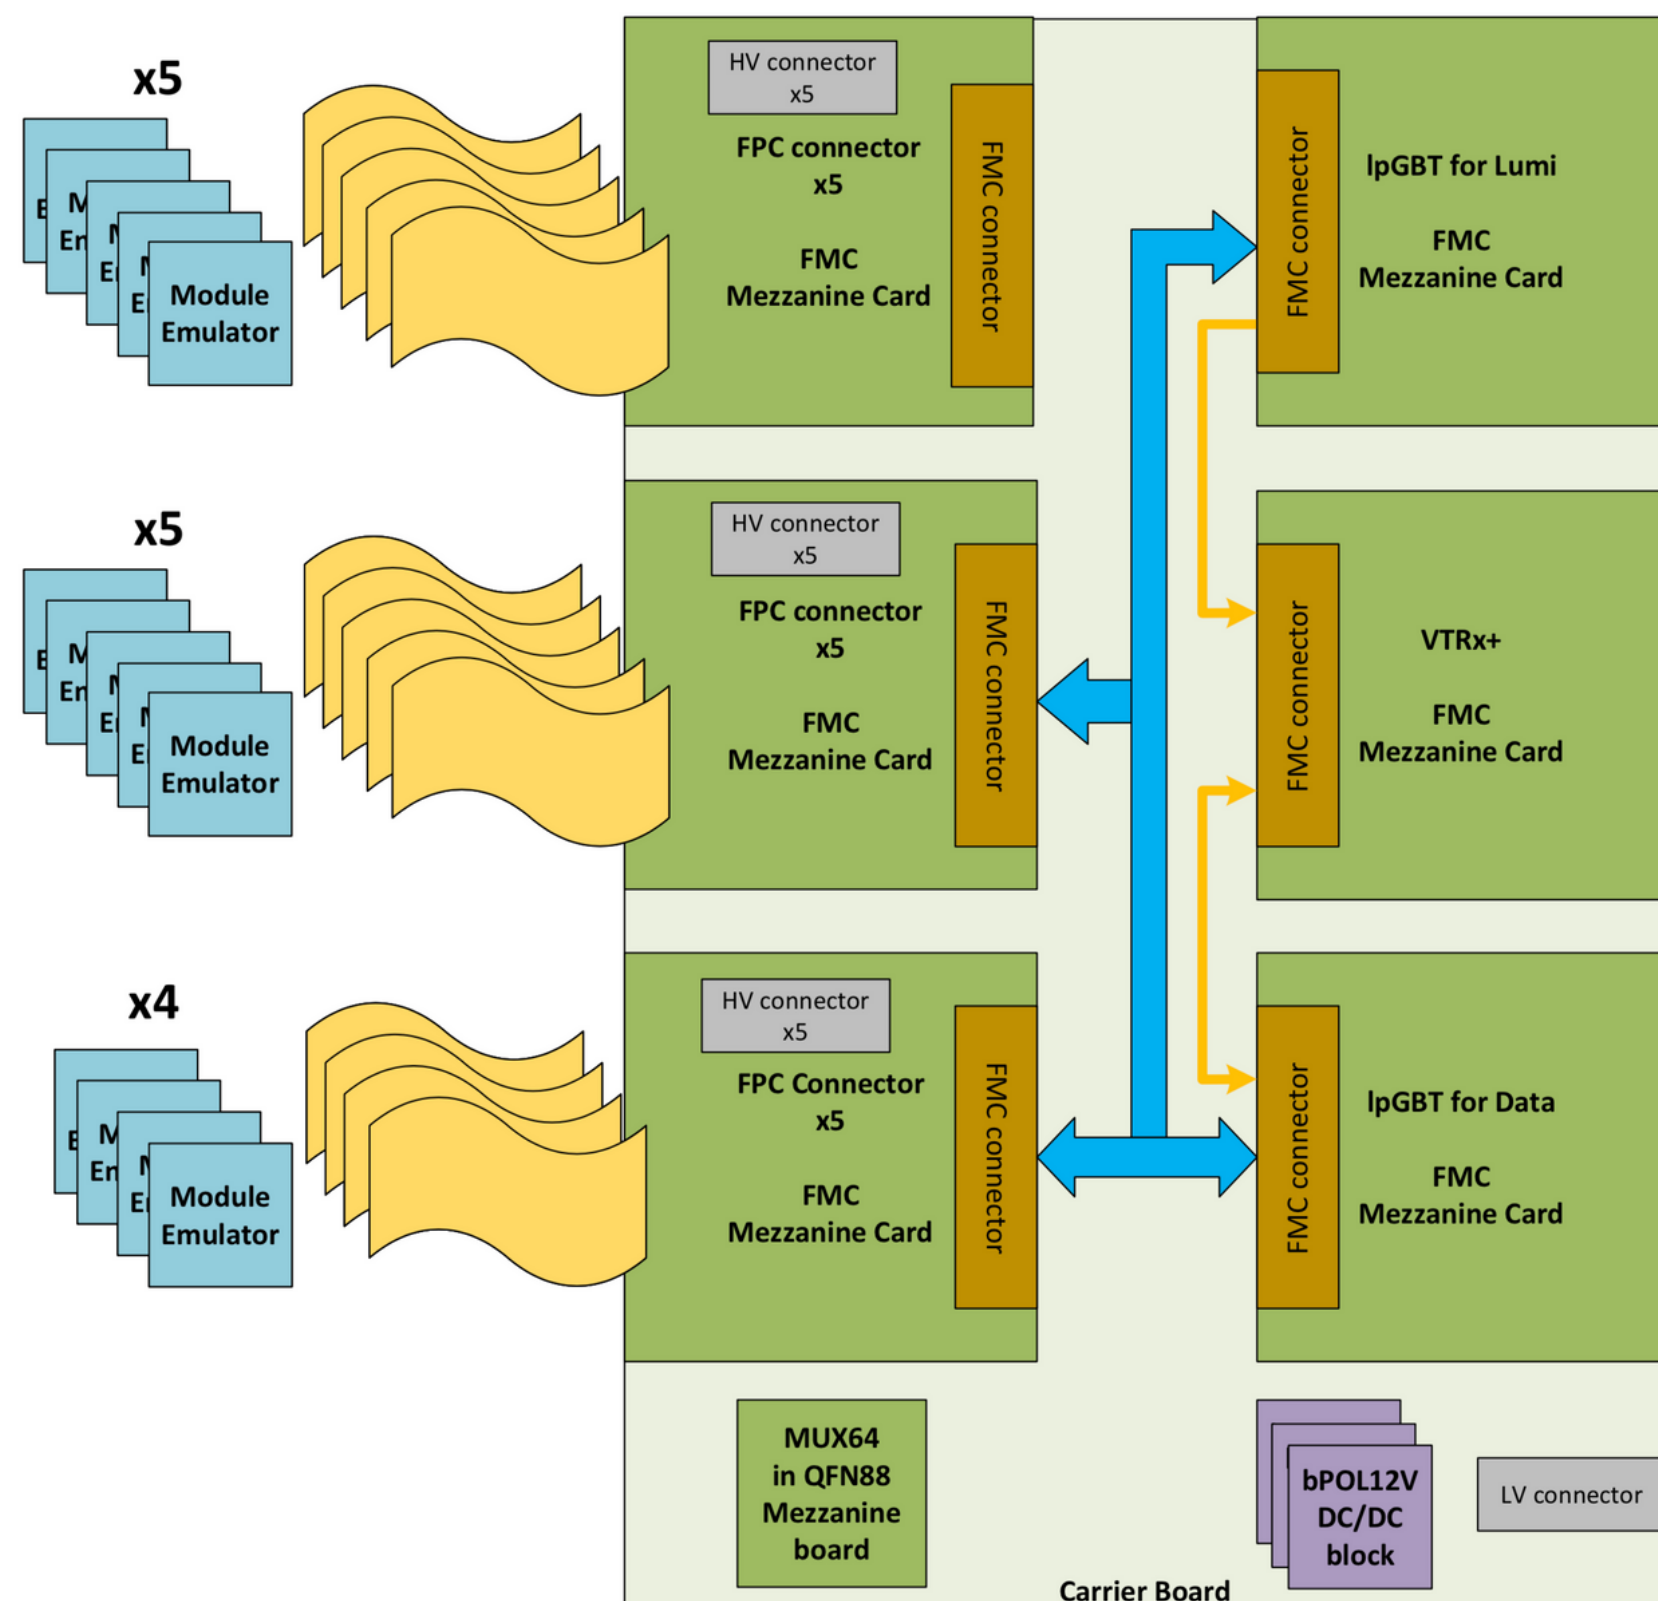 x5
Module
Emulator
HV connector
x5
FPC connector
x5
FMC
Mezzanine Card
FMC connector
FMC connector
lpGBT for Lumi
FMC
Mezzanine Card
x5
Module
Emulator
HV connector
x5
FPC connector
x5
FMC
Mezzanine Card
FMC connector
FMC connector
VTRx+
FMC
Mezzanine Card
x4
Module
Emulator
HV connector
x5
FPC Connector
x5
FMC
Mezzanine Card
FMC connector
FMC connector
lpGBT for Data
FMC
Mezzanine Card
MUX64
in QFN88
Mezzanine
board
bPOL12V
DC/DC
block
LV connector
Carrier Board